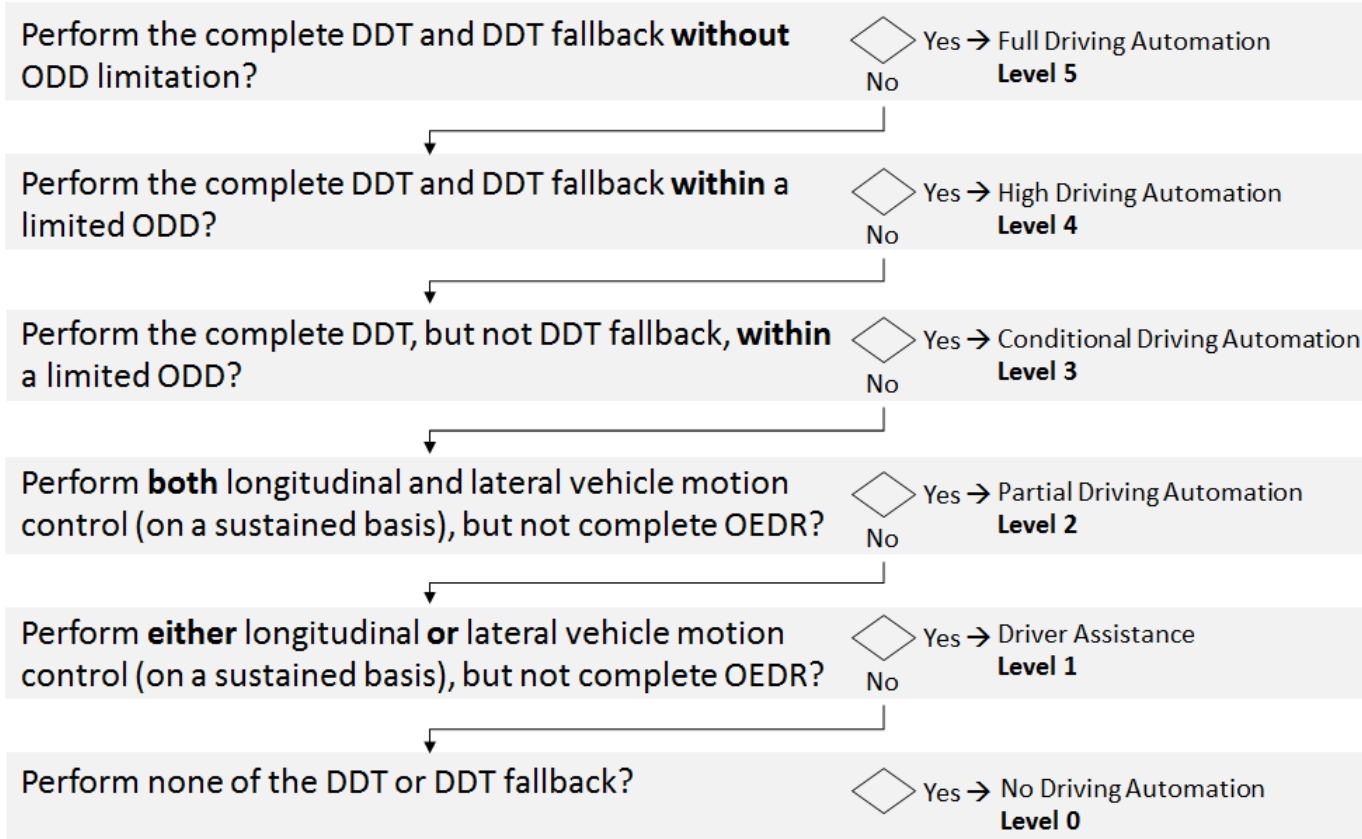 Perform the complete DDT and DDT fallback without
ODD limitation?
Yes → Full Driving Automation
Level 5
No
Perform the complete DDT and DDT fallback within a
limited ODD?
Yes → High Driving Automation
Level 4
No
Perform the complete DDT, but not DDT fallback, within
a limited ODD?
Yes → Conditional Driving Automation
Level 3
No
Perform both longitudinal and lateral vehicle motion
control (on a sustained basis), but not complete OEDR?
Yes → Partial Driving Automation
Level 2
No
Perform either longitudinal or lateral vehicle motion
control (on a sustained basis), but not complete OEDR?
Yes → Driver Assistance
Level 1
No
Perform none of the DDT or DDT fallback?
Yes → No Driving Automation
Level 0